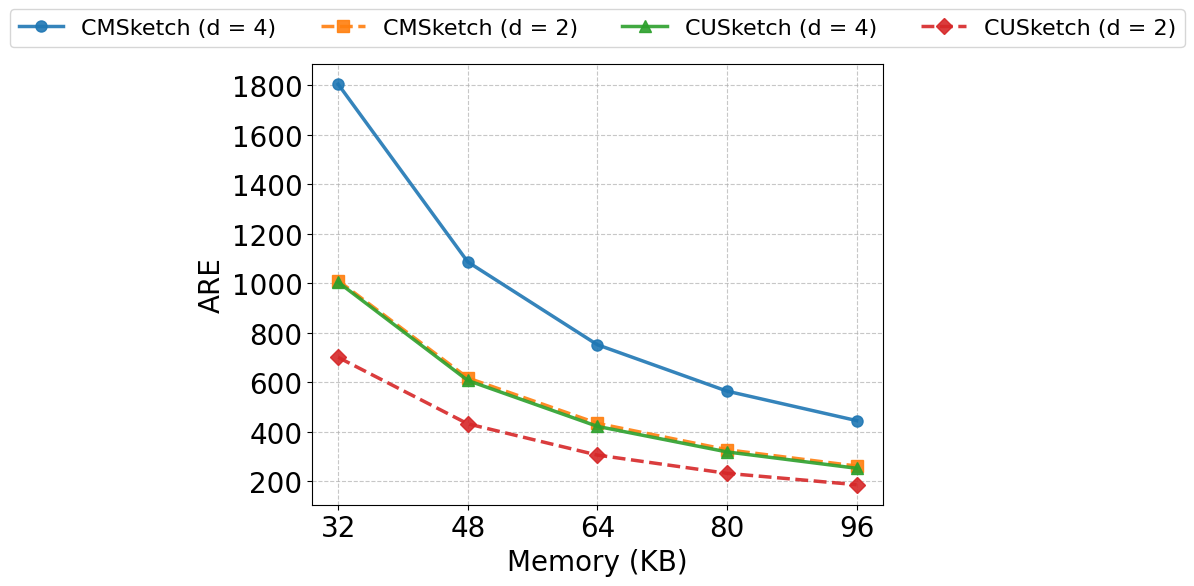 CMSketch (d = 4) CMSketch (d = 2) CUSketch (d = 4) CUSketch (d = 2)
1800
1600
1400
1200
1000
800
600
400
200
ARE
32 48 64 80 96
Memory (KB)